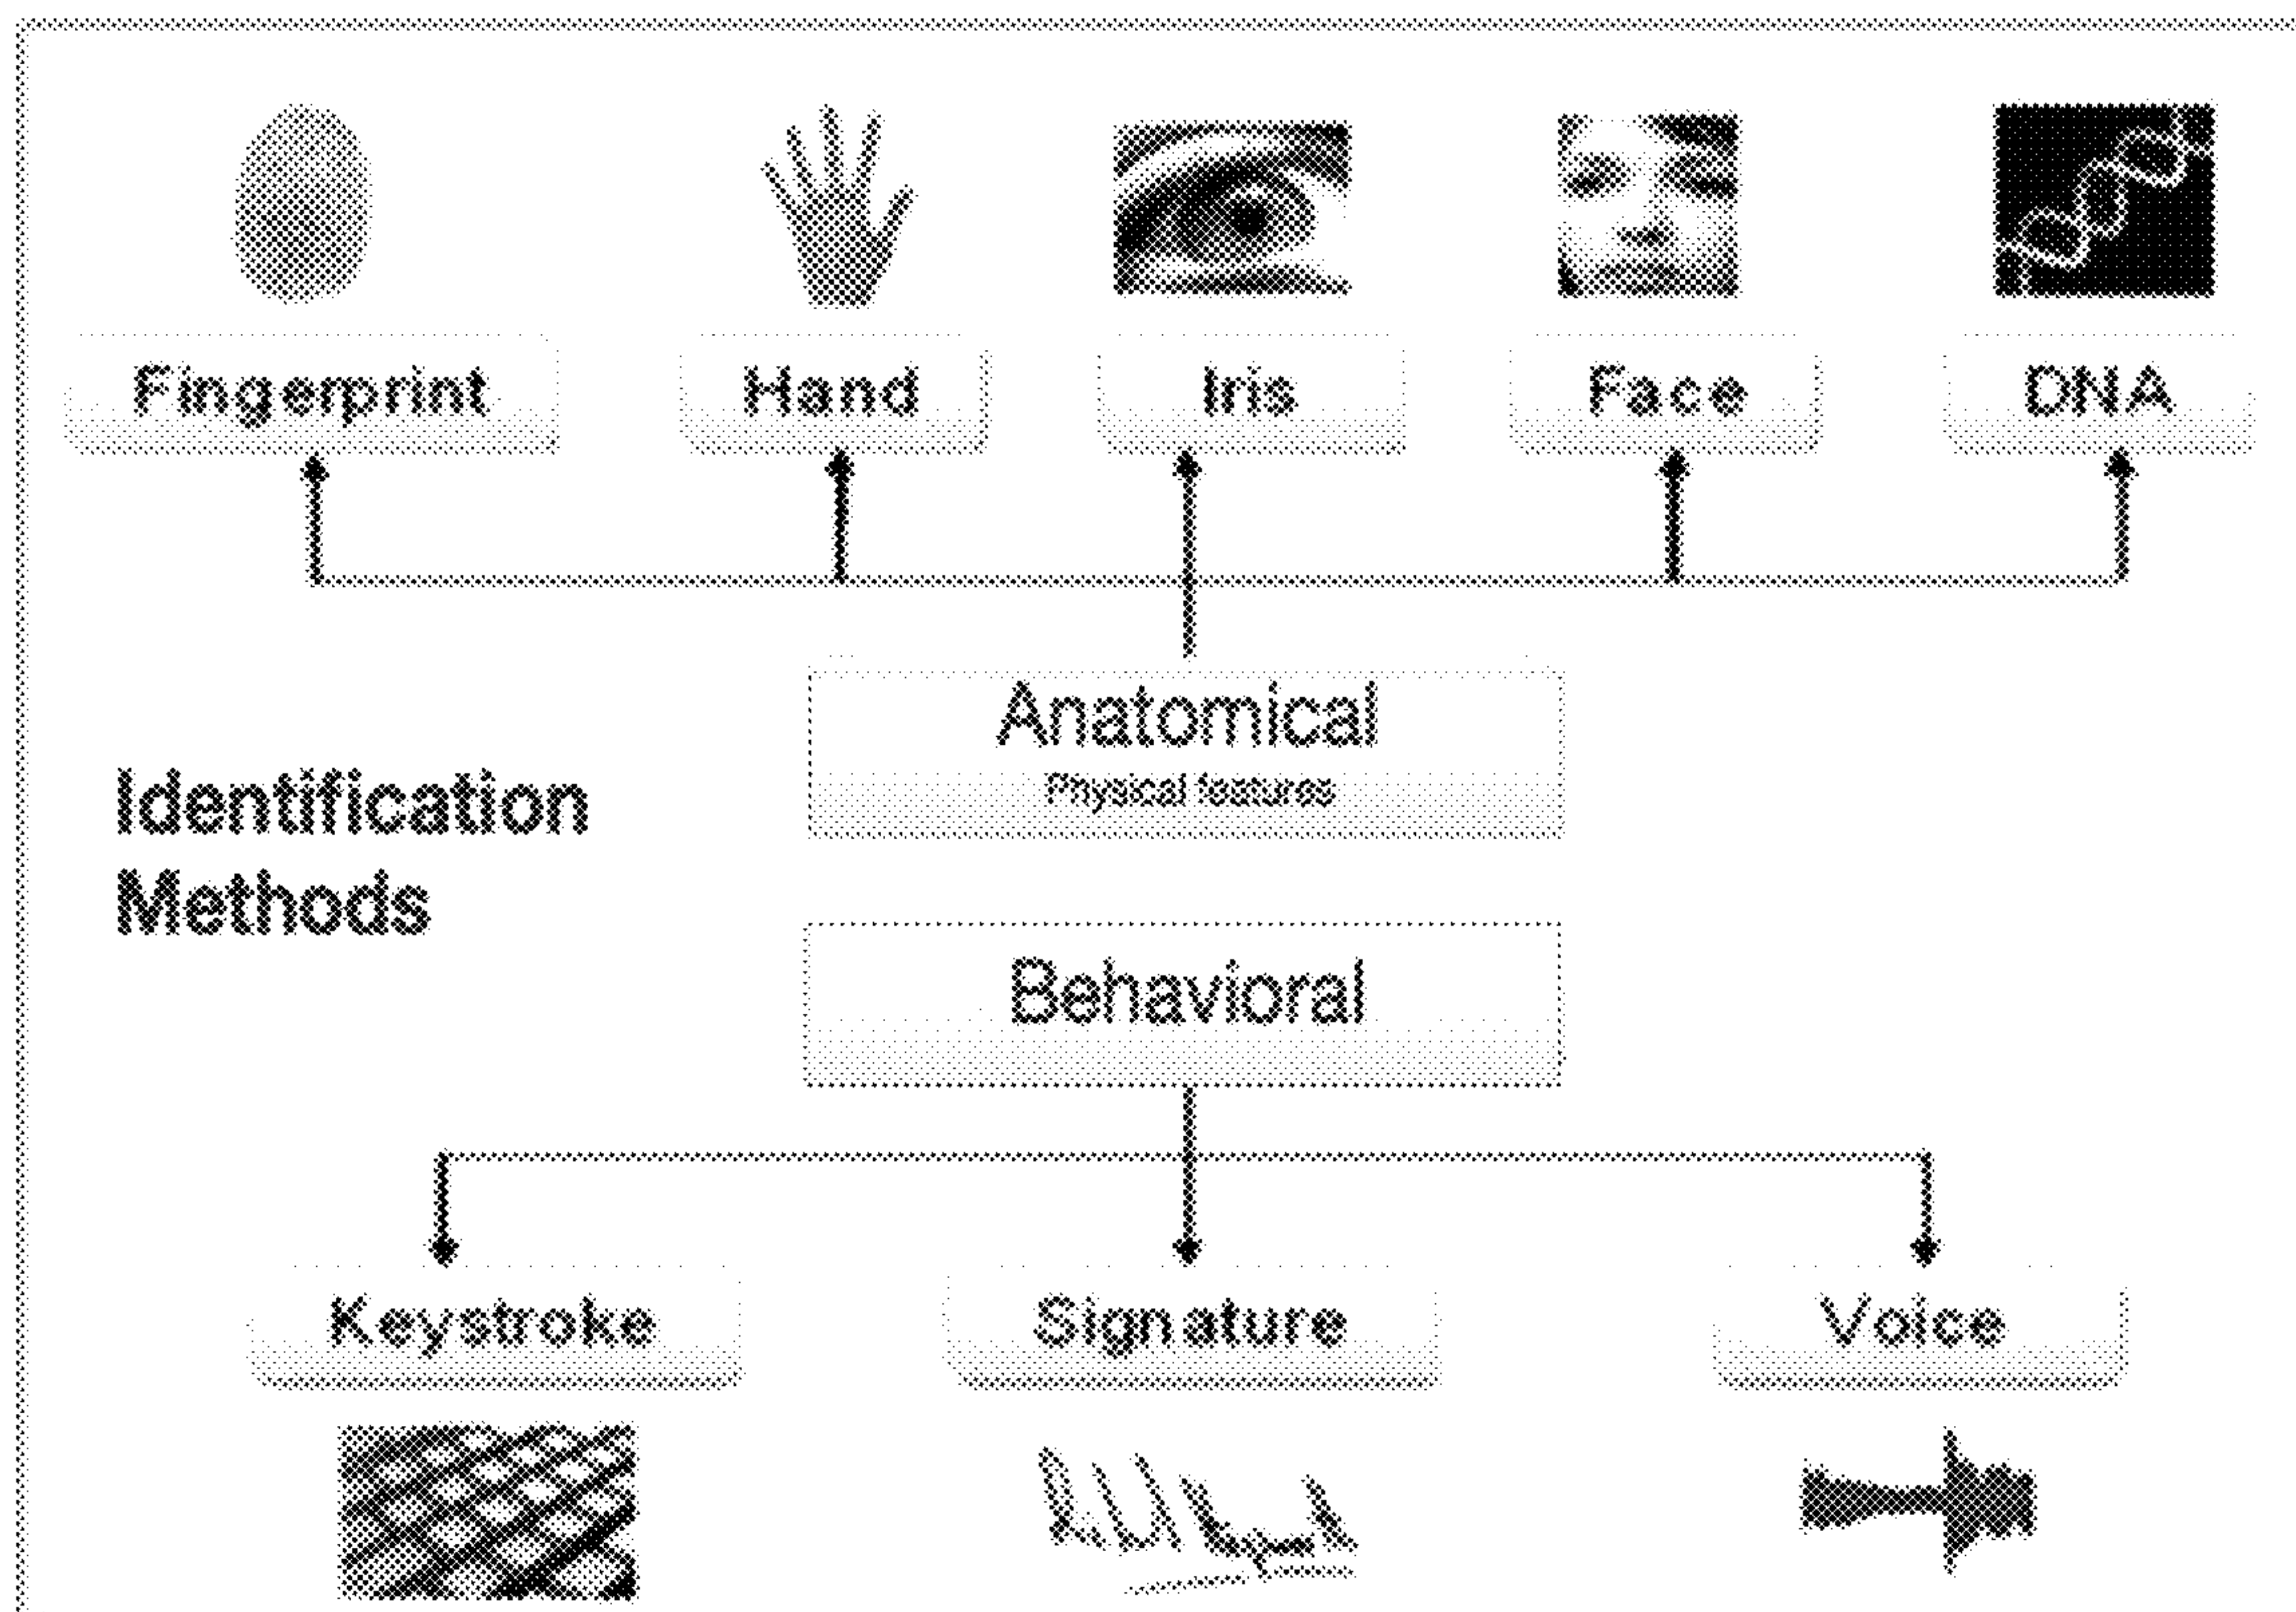 Fingerprint
Hand
Iris
Face
DNA
Anatomical
Physical features
Identification
Methods
Behavioral
Keystroke
Signature
Voice